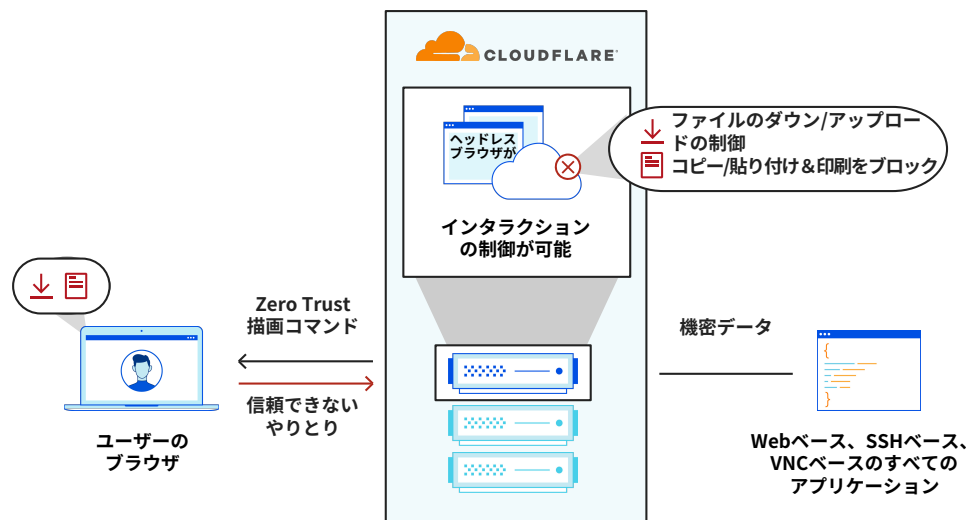 CLOUDFLARE
ヘッドレス
ブラウザが
ファイルのダウン/アップロー
ドの制御
コピー/貼り付け＆印刷をブロック
インタラクション
の制御が可能
Zero Trust
描画コマンド
信頼できない
やりとり
ユーザーの
ブラウザ
機密データ
{
}
Webベース、SSHベース、
VNCベースのすべての
アプリケーション